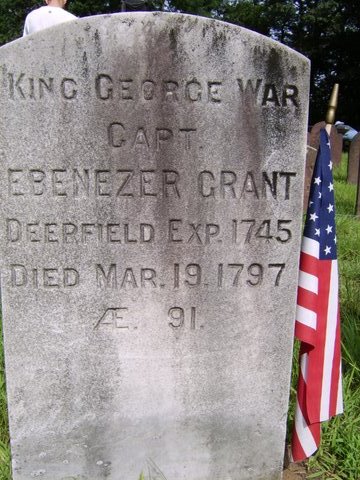 KING GEORGE WAR
CAPT.
EBENEZER GRANT
DEERFIELD EXP. 1745
DIED MAR. 19. 1797
Æ. 91.